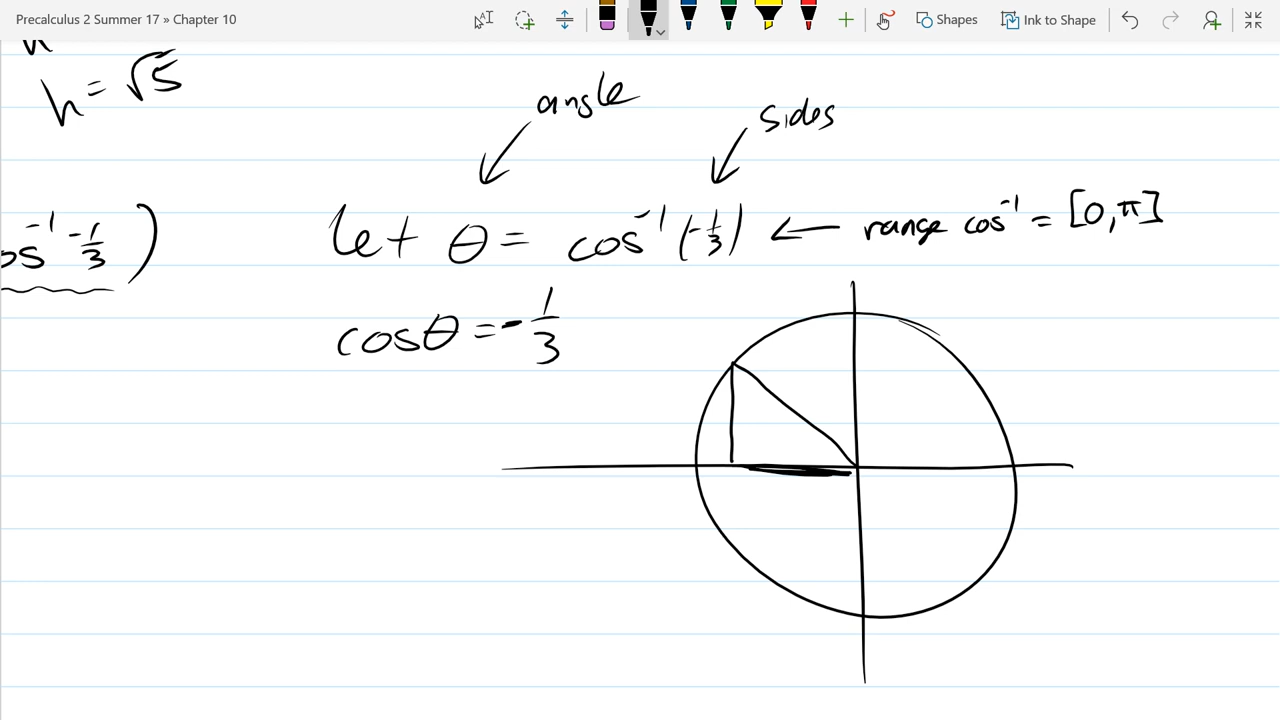 Precalculus 2 Summer 17 » Chapter 10
Shapes
Ink to Shape
h = √5
angle
sides
cos⁻¹ -1/3 )
let θ = cos⁻¹(-1/3) ← range cos⁻¹ = [0,π]
cosθ = -1/3